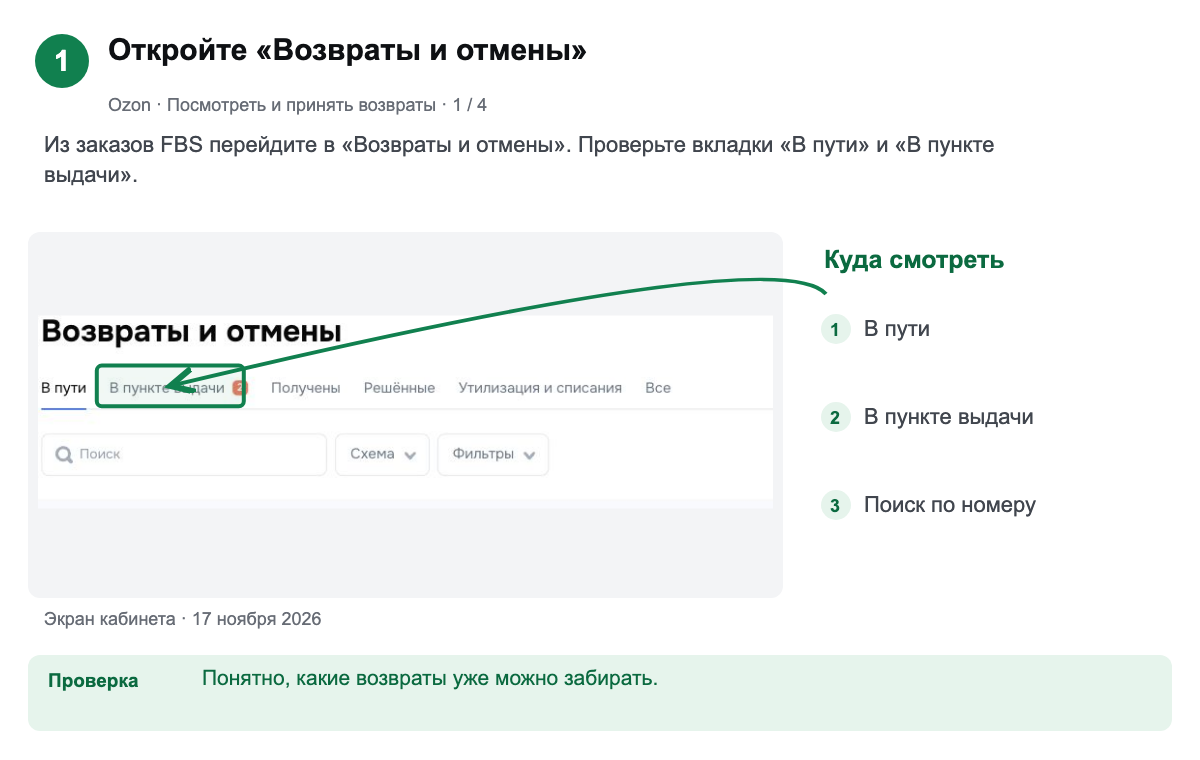 1
Откройте «Возвраты и отмены»
Ozon · Посмотреть и принять возвраты · 1 / 4
Из заказов FBS перейдите в «Возвраты и отмены». Проверьте вкладки «В пути» и «В пункте
выдачи».
Возвраты и отмены
В пути В пункте выдачи 2 Получены Решённые Утилизация и списания Все
Поиск Схема Фильтры
Куда смотреть
1 В пути
2 В пункте выдачи
3 Поиск по номеру
Экран кабинета · 17 ноября 2026
Проверка Понятно, какие возвраты уже можно забирать.